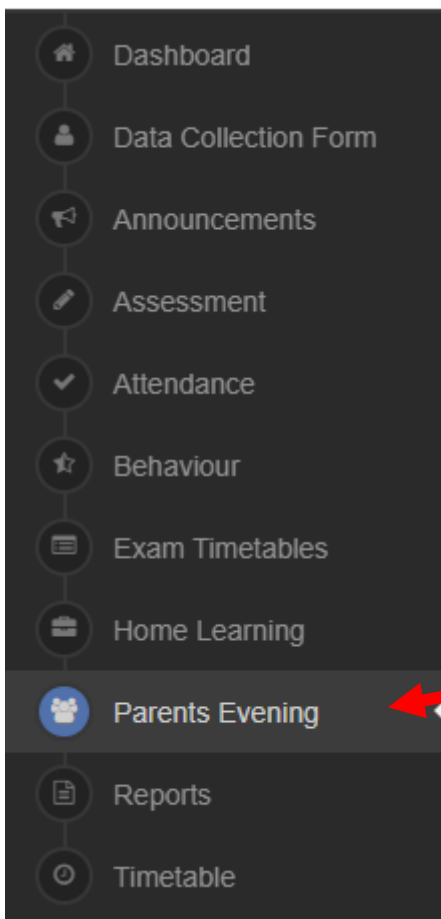 Dashboard
Data Collection Form
Announcements
Assessment
Attendance
Behaviour
Exam Timetables
Home Learning
Parents Evening
Reports
Timetable